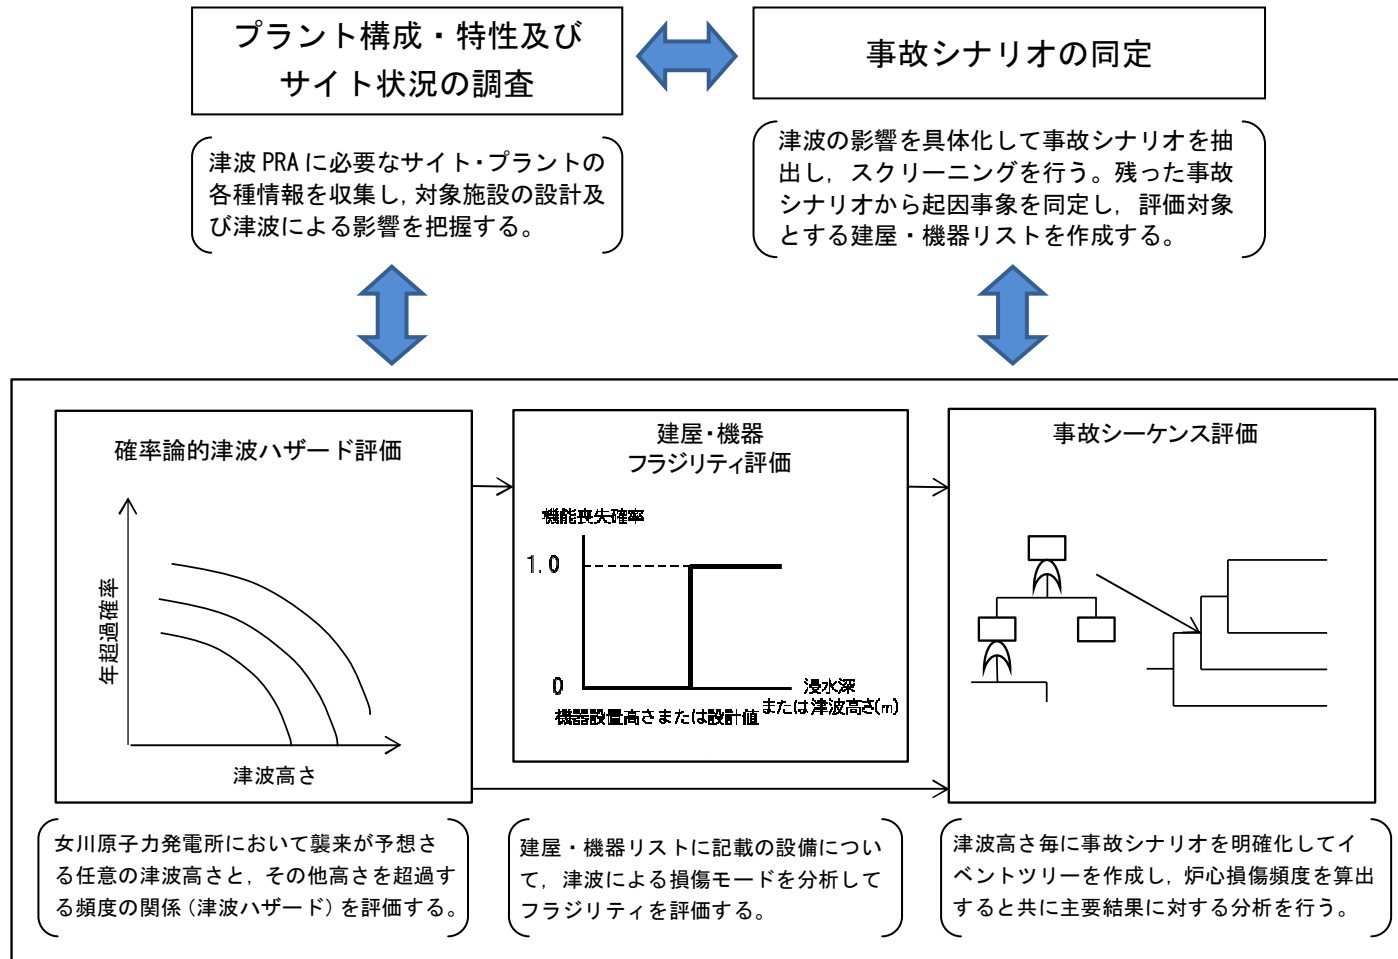 プラント構成・特性及び
サイト状況の調査
事故シナリオの同定
津波 PRA に必要なサイト・プラントの
各種情報を収集し，対象施設の設計及
び津波による影響を把握する。
津波の影響を具体化して事故シナリオを抽
出し，スクリーニングを行う。残った事故
シナリオから起因事象を同定し，評価対象
とする建屋・機器リストを作成する。
確率論的津波ハザード評価
年超過確率
津波高さ
建屋・機器
フラジリティ評価
機能喪失確率
1.0
0
浸水深
または津波高さ(m)
機器設置高さまたは設計値
事故シーケンス評価
女川原子力発電所において襲来が予想さ
る任意の津波高さと，その他高さを超過す
る頻度の関係（津波ハザード）を評価する。
建屋・機器リストに記載の設備につい
て，津波による損傷モードを分析して
フラジリティを評価する。
津波高さ毎に事故シナリオを明確化してイ
ベントツリーを作成し，炉心損傷頻度を算出
すると共に主要結果に対する分析を行う。